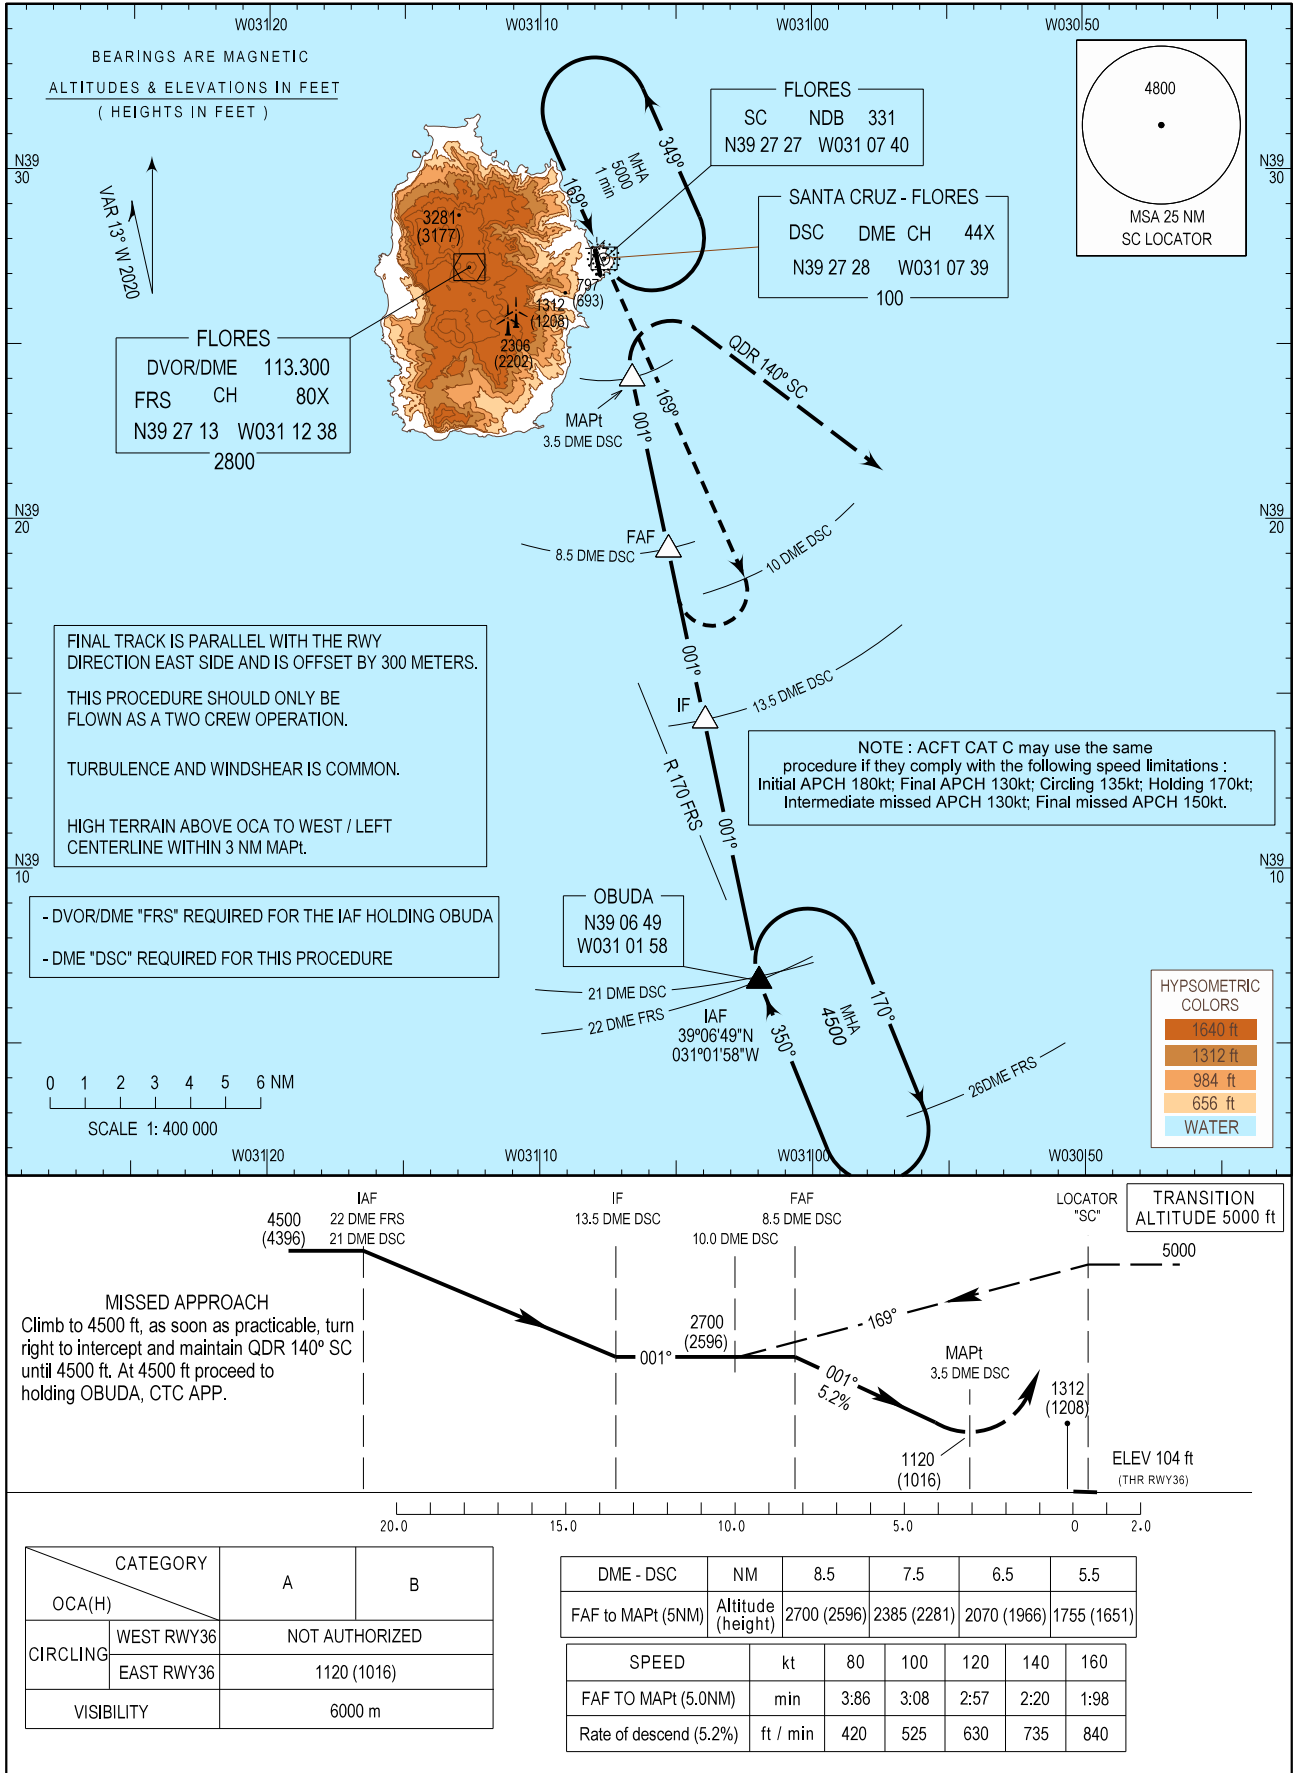 W031 20
W031 10
W031 00
W030 50
BEARINGS ARE MAGNETIC
ALTITUDES & ELEVATIONS IN FEET
( HEIGHTS IN FEET )
VAR 13° W 2020
N39
30
N39
30
4800
MSA 25 NM
SC LOCATOR
FLORES
SC NDB 331
N39 27 27 W031 07 40
SANTA CRUZ - FLORES
DSC DME CH 44X
N39 27 28 W031 07 39
100
349°
MHA
5000
1 min
169°
3281
(3177)
797
(693)
1312
(1208)
2306
(2202)
FLORES
DVOR/DME 113.300
FRS CH 80X
N39 27 13 W031 12 38
2800
QDR 140° SC
169°
MAPt
3.5 DME DSC
001°
N39
20
N39
20
FAF
8.5 DME DSC
10 DME DSC
001°
IF
13.5 DME DSC
R 170 FRS
001°
FINAL TRACK IS PARALLEL WITH THE RWY
DIRECTION EAST SIDE AND IS OFFSET BY 300 METERS.
THIS PROCEDURE SHOULD ONLY BE
FLOWN AS A TWO CREW OPERATION.
TURBULENCE AND WINDSHEAR IS COMMON.
HIGH TERRAIN ABOVE OCA TO WEST / LEFT
CENTERLINE WITHIN 3 NM MAPt.
NOTE : ACFT CAT C may use the same
procedure if they comply with the following speed limitations :
Initial APCH 180kt; Final APCH 130kt; Circling 135kt; Holding 170kt;
Intermediate missed APCH 130kt; Final missed APCH 150kt.
N39
10
N39
10
- DVOR/DME "FRS" REQUIRED FOR THE IAF HOLDING OBUDA
- DME "DSC" REQUIRED FOR THIS PROCEDURE
OBUDA
N39 06 49
W031 01 58
21 DME DSC
22 DME FRS
IAF
39°06'49"N
031°01'58"W
350°
MHA
4500
170°
26DME FRS
HYPSOMETRIC
COLORS
1640 ft
1312 ft
984 ft
656 ft
WATER
0 1 2 3 4 5 6 NM
SCALE 1: 400 000
W031 20
W031 10
W031 00
W030 50
4500
(4396)
IAF
22 DME FRS
21 DME DSC
IF
13.5 DME DSC
10.0 DME DSC
FAF
8.5 DME DSC
LOCATOR
"SC"
TRANSITION
ALTITUDE 5000 ft
5000
MISSED APPROACH
Climb to 4500 ft, as soon as practicable, turn
right to intercept and maintain QDR 140° SC
until 4500 ft. At 4500 ft proceed to
holding OBUDA, CTC APP.
001°
2700
(2596)
169°
001°
5.2%
MAPt
3.5 DME DSC
1312
(1208)
1120
(1016)
ELEV 104 ft
(THR RWY36)
20.0 15.0 10.0 5.0 0 2.0
CATEGORY
OCA(H)
A B
CIRCLING
WEST RWY36 NOT AUTHORIZED
EAST RWY36 1120 (1016)
VISIBILITY 6000 m
DME - DSC NM 8.5 7.5 6.5 5.5
FAF to MAPt (5NM) Altitude (height) 2700 (2596) 2385 (2281) 2070 (1966) 1755 (1651)
SPEED kt 80 100 120 140 160
FAF TO MAPt (5.0NM) min 3:86 3:08 2:57 2:20 1:98
Rate of descend (5.2%) ft / min 420 525 630 735 840